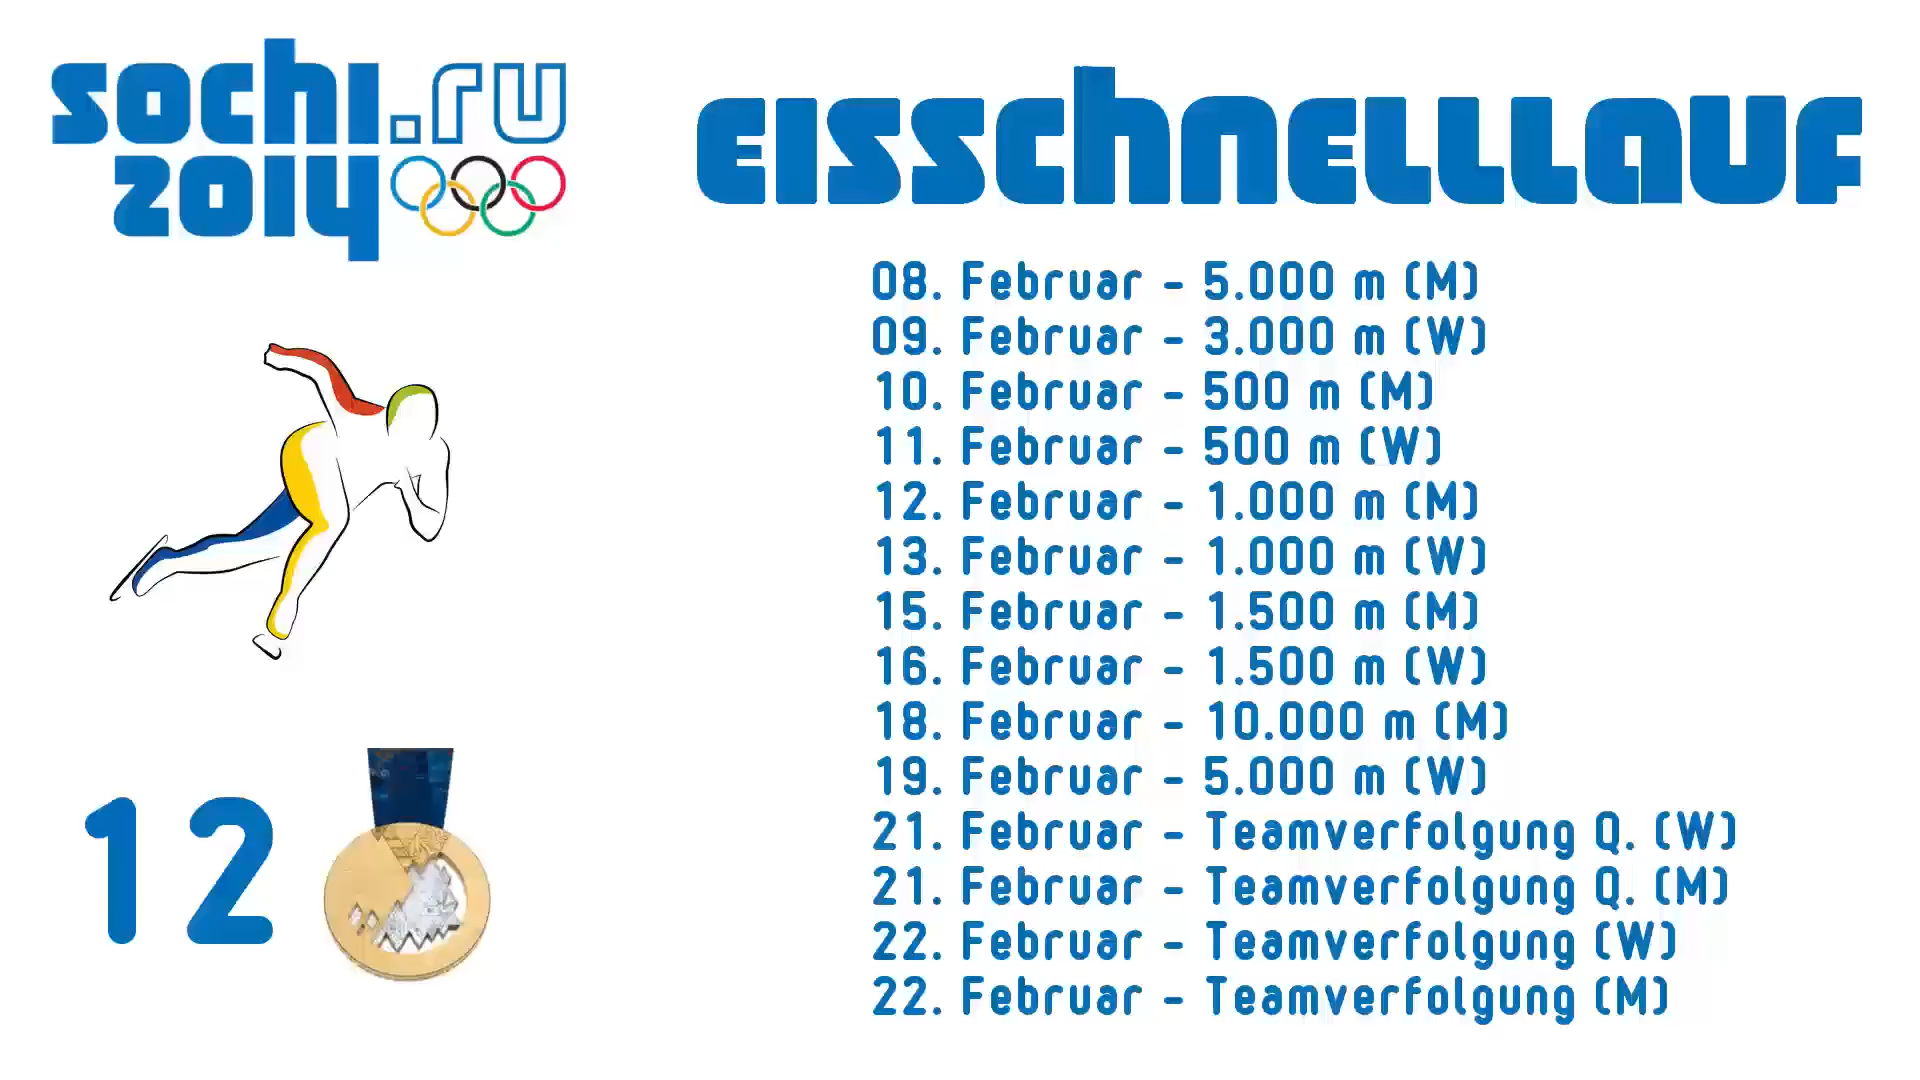 sochi.ru
2014
EISSCHNELLLAUF
08. Februar - 5.000 m (M)
09. Februar - 3.000 m (W)
10. Februar - 500 m (M)
11. Februar - 500 m (W)
12. Februar - 1.000 m (M)
13. Februar - 1.000 m (W)
15. Februar - 1.500 m (M)
16. Februar - 1.500 m (W)
18. Februar - 10.000 m (M)
19. Februar - 5.000 m (W)
21. Februar - Teamverfolgung Q. (W)
21. Februar - Teamverfolgung Q. (M)
22. Februar - Teamverfolgung (W)
22. Februar - Teamverfolgung (M)
12